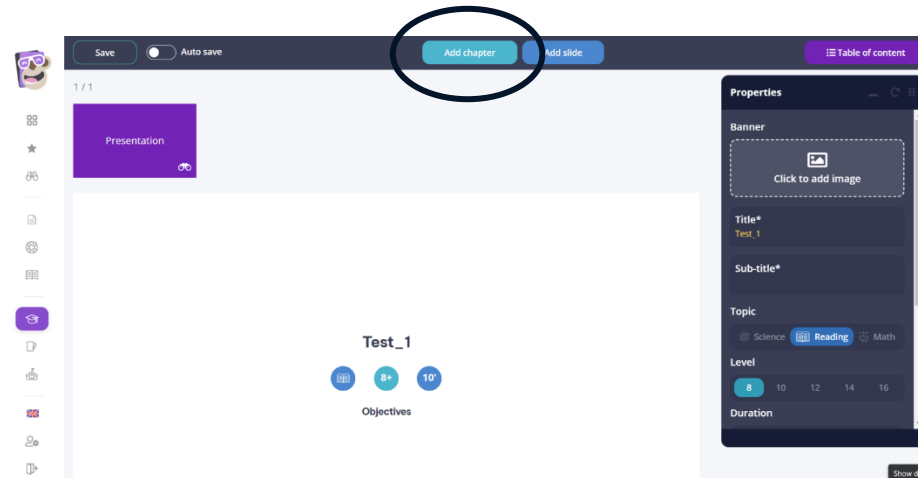 Save
Auto save
Add chapter
Add slide
Table of content
1 / 1
Presentation
Properties
Banner
Click to add image
Title*
Test_1
Sub-title*
Topic
Science
Reading
Math
Level
8 10 12 14 16
Duration
Test_1
8+
10'
Objectives
Show d